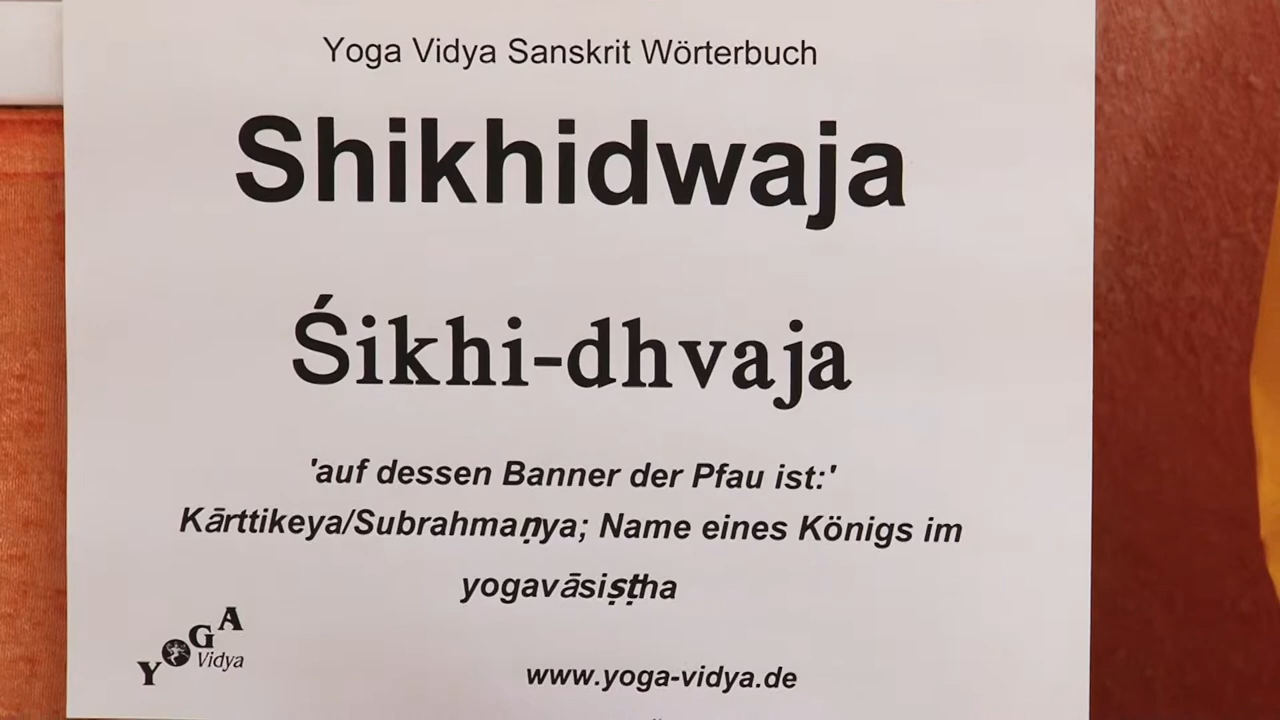 Yoga Vidya Sanskrit Wörterbuch
Shikhidwaja
Śikhi-dhvaja
'auf dessen Banner der Pfau ist:'
Kārttikeya/Subrahmaṇya; Name eines Königs im
yogavāsiṣṭha
YOGA
Vidya
www.yoga-vidya.de